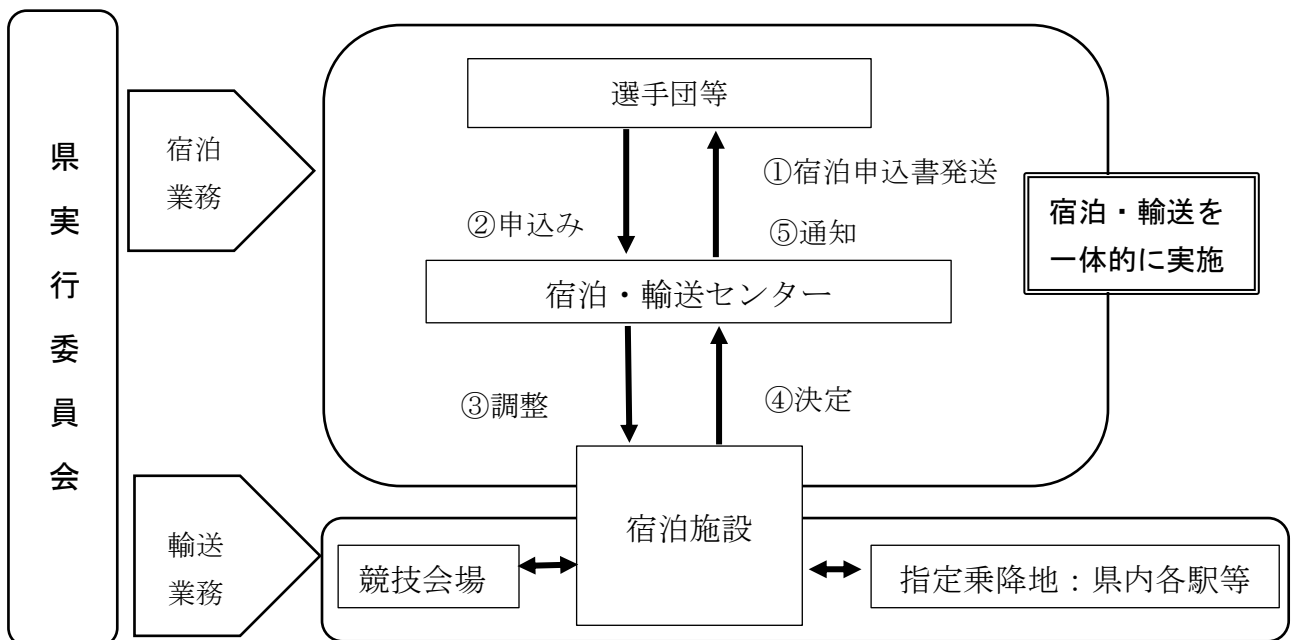 県実行委員会
宿泊
業務
選手団等
①宿泊申込書発送
②申込み
⑤通知
宿泊・輸送を
一体的に実施
宿泊・輸送センター
③調整
④決定
宿泊施設
輸送
業務
競技会場
指定乗降地：県内各駅等